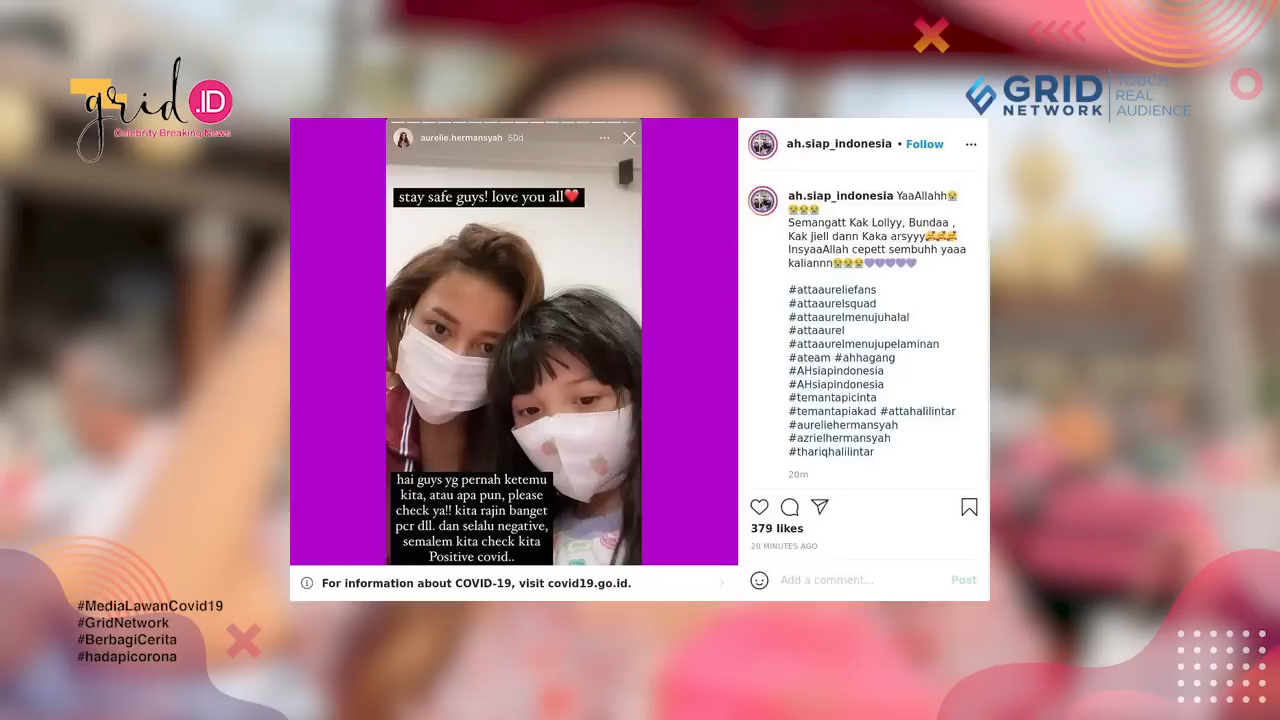 grid .ID
Celebrity Breaking News
GRID
NETWORK
TOUCH
REAL
AUDIENCE
aurelie.hermansyah 50d
stay safe guys! love you all❤️
hai guys yg pernah ketemu
kita, atau apa pun, please
check ya!! kita rajin banget
pcr dll. dan selalu negative,
semalem kita check kita
Positive covid..
For information about COVID-19, visit covid19.go.id.
ah.siap_indonesia • Follow
ah.siap_indonesia YaaAllahh😭
😭😭😭
Semangatt Kak Lollyy, Bundaa ,
Kak jiell dann Kaka arsyyy🥰🥰🥰
InsyaaAllah cepett sembuhh yaaa
kaliannn😭😭😭💜💜💜💜💜
#attaaureliefans
#attaaurelsquad
#attaaurelmenujuhalal
#attaaurel
#attaaurelmenujupelaminan
#ateam #ahhagang
#AHsiapindonesia
#AHsiapindonesia
#temantapicinta
#temantapiakad #attahalilintar
#aureliehermansyah
#azrielhermansyah
#thariqhalilintar
20m
379 likes
20 MINUTES AGO
Add a comment... Post
#MediaLawanCovid19
#GridNetwork
#BerbagiCerita
#hadapicorona